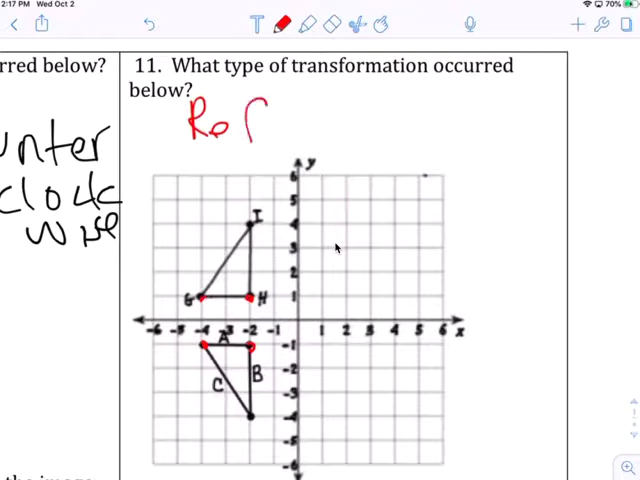 2:17 PM Wed Oct 2
70%
T
rred below?
unter
clock
wise
11. What type of transformation occurred
below?
Ref
y
6
5
4
3
2
1
I
G
H
-6 -5 -4 -3 -2 -1 1 2 3 4 5 6 x
A
B
C
-1
-2
-3
-4
-5
-6
the image